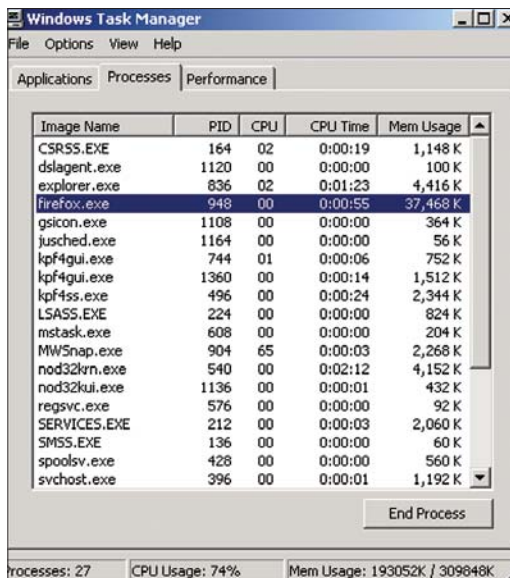 Windows Task Manager
File Options View Help
Applications Processes Performance
Image Name PID CPU CPU Time Mem Usage
CSRSS.EXE 164 02 0:00:19 1,148 K
dslagent.exe 1120 00 0:00:00 100 K
explorer.exe 836 02 0:01:23 4,416 K
firefox.exe 948 00 0:00:55 37,468 K
gsicon.exe 1108 00 0:00:00 364 K
jusched.exe 1164 00 0:00:00 56 K
kpf4gui.exe 744 01 0:00:06 752 K
kpf4gui.exe 1360 00 0:00:14 1,512 K
kpf4ss.exe 496 00 0:00:24 2,344 K
LSASS.EXE 224 00 0:00:00 824 K
mstask.exe 608 00 0:00:00 204 K
MWSnap.exe 904 65 0:00:03 2,268 K
nod32krn.exe 540 00 0:02:12 4,152 K
nod32kui.exe 1136 00 0:00:01 432 K
regsvc.exe 576 00 0:00:00 92 K
SERVICES.EXE 212 00 0:00:03 2,060 K
SMSS.EXE 136 00 0:00:00 60 K
spoolsv.exe 428 00 0:00:00 560 K
svchost.exe 396 00 0:00:01 1,192 K
End Process
Processes: 27 CPU Usage: 74% Mem Usage: 193052K / 309848K